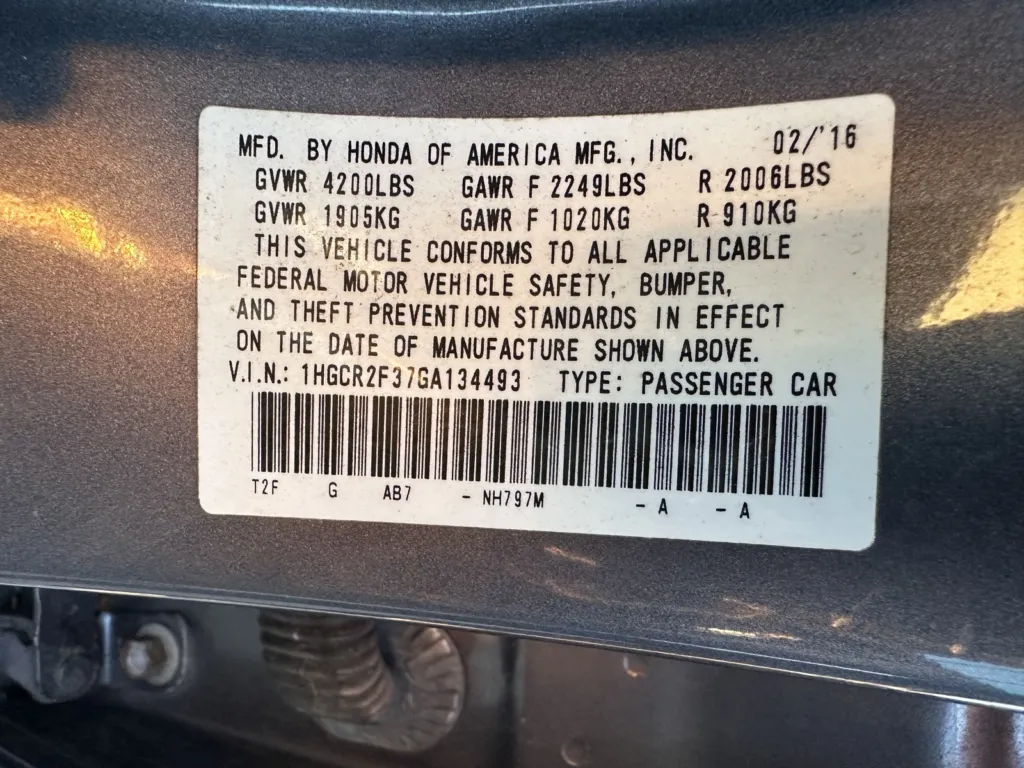 MFD. BY HONDA OF AMERICA MFG., INC. 02/'16
GVWR 4200LBS GAWR F 2249LBS R 2006LBS
GVWR 1905KG GAWR F 1020KG R 910KG
THIS VEHICLE CONFORMS TO ALL APPLICABLE
FEDERAL MOTOR VEHICLE SAFETY, BUMPER,
AND THEFT PREVENTION STANDARDS IN EFFECT
ON THE DATE OF MANUFACTURE SHOWN ABOVE.
V.I.N.: 1HGCR2F37GA134493 TYPE: PASSENGER CAR
T2F G AB7 - NH797M - A - A